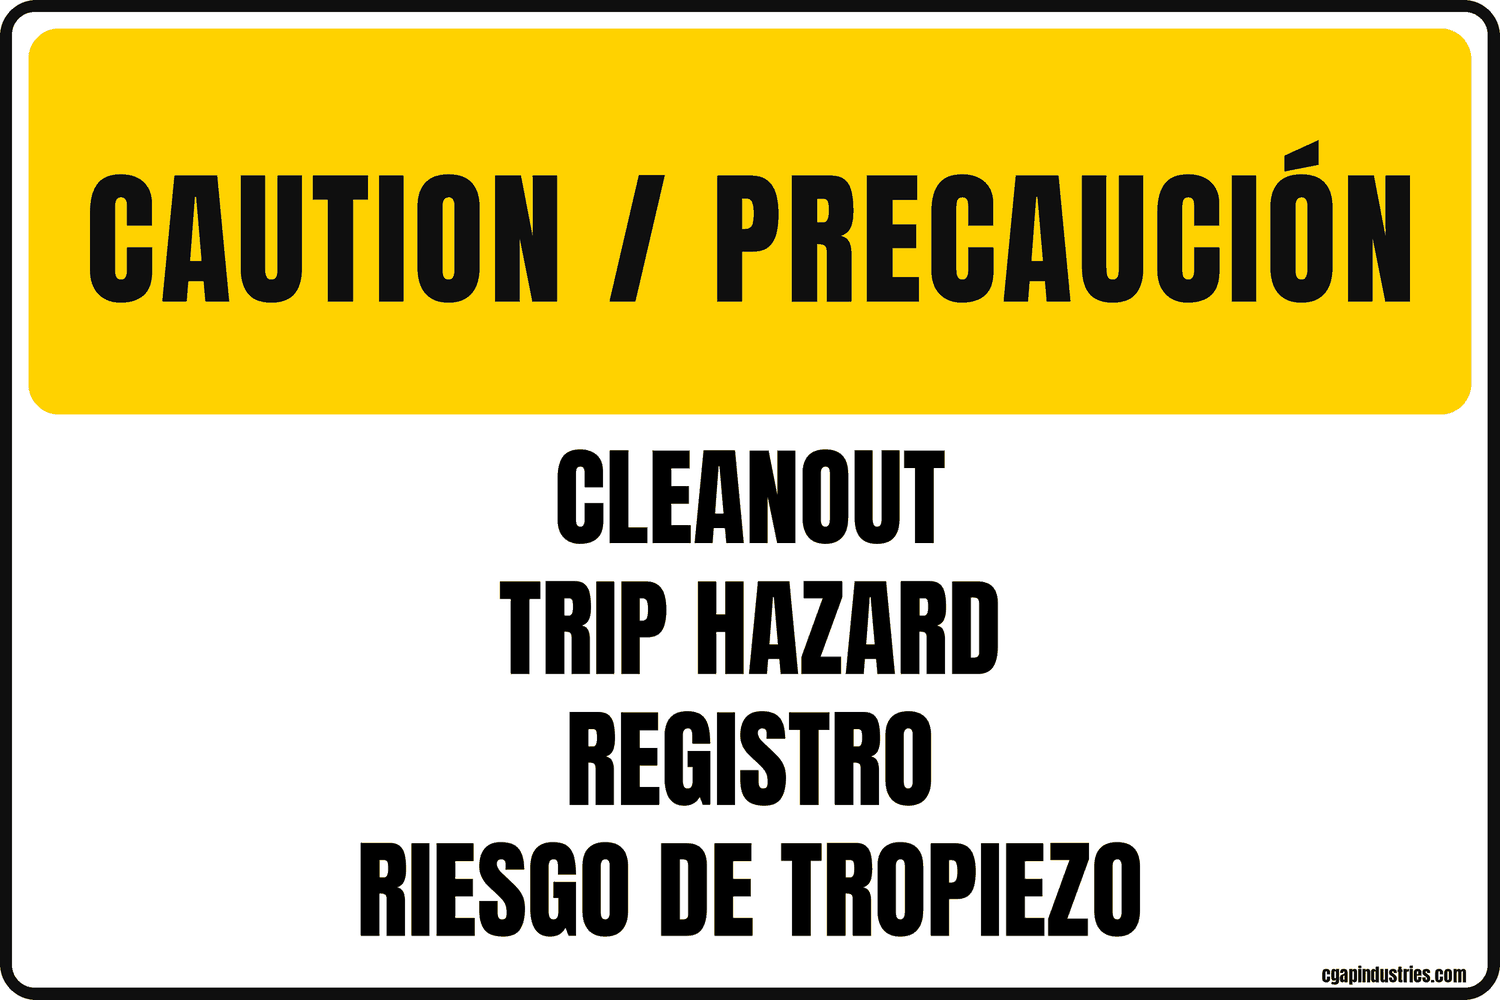 CAUTION / PRECAUCIÓN
CLEANOUT
TRIP HAZARD
REGISTRO
RIESGO DE TROPIEZO
cgapindustries.com